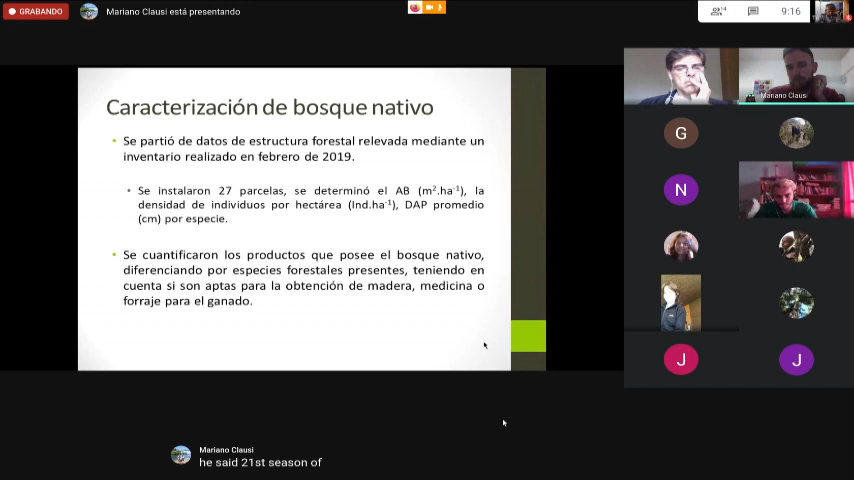 GRABANDO
Mariano Clausi está presentando
14
9:16
Caracterización de bosque nativo
Se partió de datos de estructura forestal relevada mediante un
inventario realizado en febrero de 2019.
Se instalaron 27 parcelas, se determinó el AB (m².ha⁻¹), la
densidad de individuos por hectárea (Ind.ha⁻¹), DAP promedio
(cm) por especie.
Se cuantificaron los productos que posee el bosque nativo,
diferenciando por especies forestales presentes, teniendo en
cuenta si son aptas para la obtención de madera, medicina o
forraje para el ganado.
Mariano Clausi
G
N
J
J
Mariano Clausi
he said 21st season of